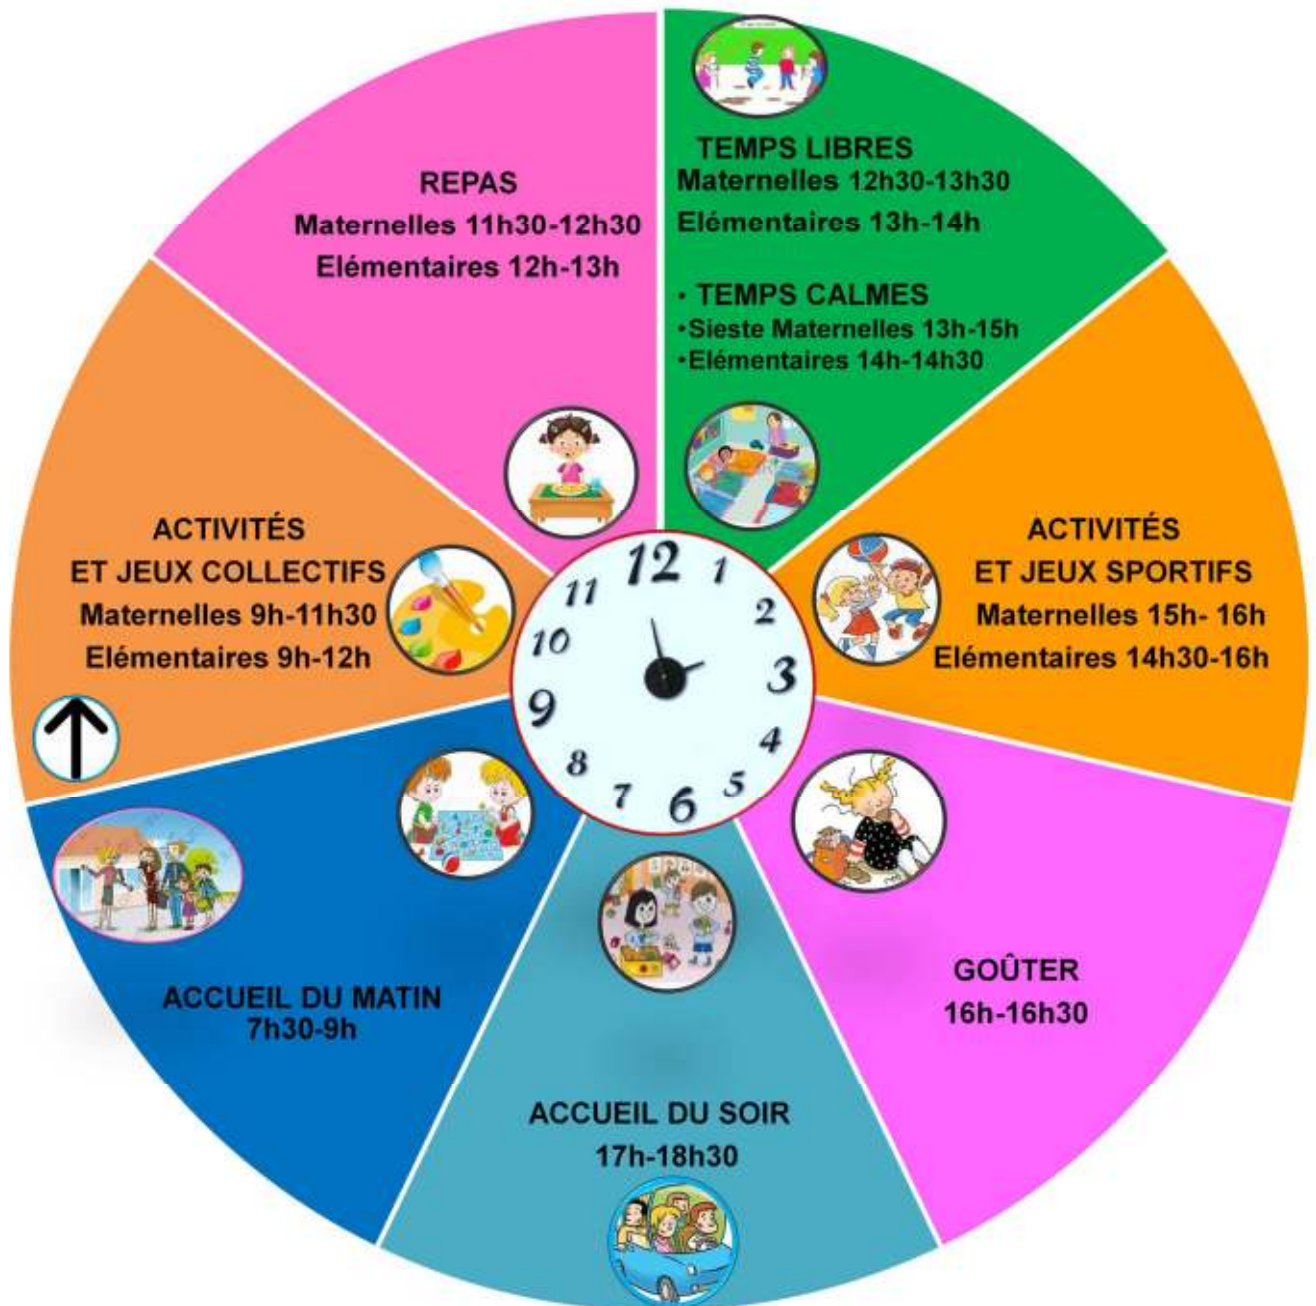 TEMPS LIBRES
Maternelles 12h30-13h30
Elémentaires 13h-14h
· TEMPS CALMES
·Sieste Maternelles 13h-15h
·Elémentaires 14h-14h30
ACTIVITÉS
ET JEUX SPORTIFS
Maternelles 15h- 16h
Elémentaires 14h30-16h
GOÛTER
16h-16h30
ACCUEIL DU SOIR
17h-18h30
ACCUEIL DU MATIN
7h30-9h
ACTIVITÉS
ET JEUX COLLECTIFS
Maternelles 9h-11h30
Elémentaires 9h-12h
REPAS
Maternelles 11h30-12h30
Elémentaires 12h-13h
12
1
2
3
4
5
6
7
8
9
10
11